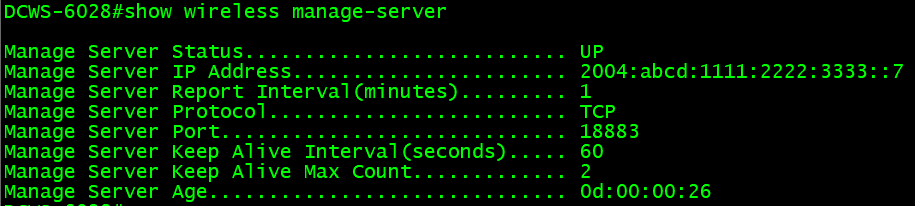 DCWS-6028#show wireless manage-server
Manage Server Status........................... UP
Manage Server IP Address....................... 2004:abcd:1111:2222:3333::7
Manage Server Report Interval(minutes)......... 1
Manage Server Protocol......................... TCP
Manage Server Port............................. 18883
Manage Server Keep Alive Interval(seconds)..... 60
Manage Server Keep Alive Max Count............. 2
Manage Server Age.............................. 0d:00:00:26
DCWS-6028#